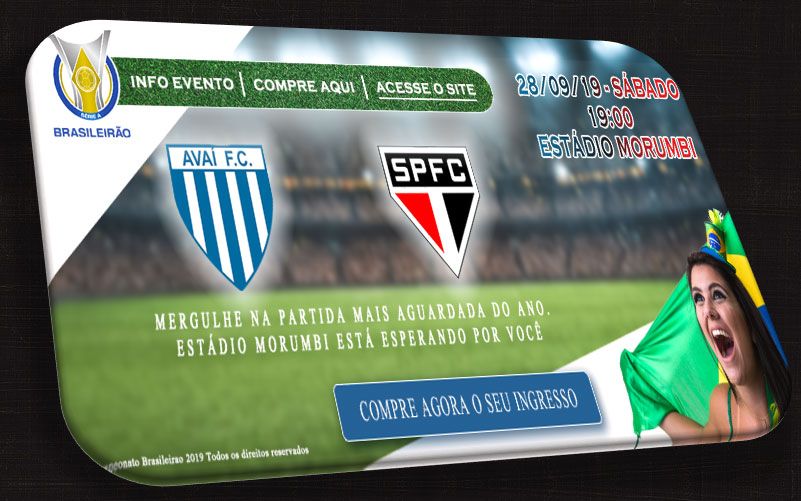 INFO EVENTO | COMPRE AQUI | ACESSE O SITE
28/09/19 - SÁBADO
19:00
ESTÁDIO MORUMBI
SÉRIE A
BRASILEIRÃO
AVAÍ F.C.
SPFC
MERGULHE NA PARTIDA MAIS AGUARDADA DO ANO.
ESTÁDIO MORUMBI ESTÁ ESPERANDO POR VOCÊ
COMPRE AGORA O SEU INGRESSO
Brasileirao 2019 Todos os direitos reservados